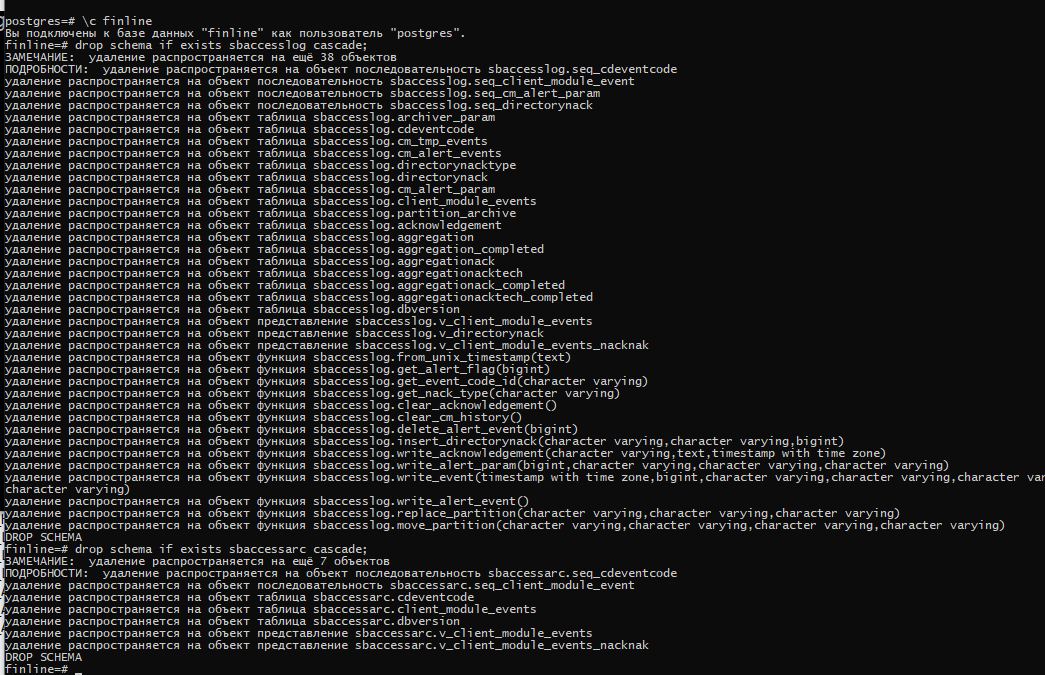 postgres=# \c finline
Вы подключены к базе данных "finline" как пользователь "postgres".
finline=# drop schema if exists sbaccesslog cascade;
ЗАМЕЧАНИЕ:  удаление распространяется на ещё 38 объектов
ПОДРОБНОСТИ:  удаление распространяется на объект последовательность sbaccesslog.seq_cdeventcode
удаление распространяется на объект последовательность sbaccesslog.seq_client_module_event
удаление распространяется на объект последовательность sbaccesslog.seq_cm_alert_param
удаление распространяется на объект последовательность sbaccesslog.seq_directorynack
удаление распространяется на объект таблица sbaccesslog.archiver_param
удаление распространяется на объект таблица sbaccesslog.cdeventcode
удаление распространяется на объект таблица sbaccesslog.cm_tmp_events
удаление распространяется на объект таблица sbaccesslog.cm_alert_events
удаление распространяется на объект таблица sbaccesslog.directorynacktype
удаление распространяется на объект таблица sbaccesslog.directorynack
удаление распространяется на объект таблица sbaccesslog.cm_alert_param
удаление распространяется на объект таблица sbaccesslog.client_module_events
удаление распространяется на объект таблица sbaccesslog.partition_archive
удаление распространяется на объект таблица sbaccesslog.acknowledgement
удаление распространяется на объект таблица sbaccesslog.aggregation
удаление распространяется на объект таблица sbaccesslog.aggregation_completed
удаление распространяется на объект таблица sbaccesslog.aggregationack
удаление распространяется на объект таблица sbaccesslog.aggregationacktech
удаление распространяется на объект таблица sbaccesslog.aggregationack_completed
удаление распространяется на объект таблица sbaccesslog.aggregationacktech_completed
удаление распространяется на объект таблица sbaccesslog.dbversion
удаление распространяется на объект представление sbaccesslog.v_client_module_events
удаление распространяется на объект представление sbaccesslog.v_directorynack
удаление распространяется на объект представление sbaccesslog.v_client_module_events_nacknak
удаление распространяется на объект функция sbaccesslog.from_unix_timestamp(text)
удаление распространяется на объект функция sbaccesslog.get_alert_flag(bigint)
удаление распространяется на объект функция sbaccesslog.get_event_code_id(character varying)
удаление распространяется на объект функция sbaccesslog.get_nack_type(character varying)
удаление распространяется на объект функция sbaccesslog.clear_acknowledgement()
удаление распространяется на объект функция sbaccesslog.clear_cm_history()
удаление распространяется на объект функция sbaccesslog.delete_alert_event(bigint)
удаление распространяется на объект функция sbaccesslog.insert_directorynack(character varying,character varying,bigint)
удаление распространяется на объект функция sbaccesslog.write_acknowledgement(character varying,text,timestamp with time zone)
удаление распространяется на объект функция sbaccesslog.write_alert_param(bigint,character varying,character varying,character varying)
удаление распространяется на объект функция sbaccesslog.write_event(timestamp with time zone,bigint,character varying,character varying,character varying,character var
character varying)
удаление распространяется на объект функция sbaccesslog.write_alert_event()
удаление распространяется на объект функция sbaccesslog.replace_partition(character varying,character varying,character varying)
удаление распространяется на объект функция sbaccesslog.move_partition(character varying,character varying,character varying,character varying)
DROP SCHEMA
finline=# drop schema if exists sbaccessarc cascade;
ЗАМЕЧАНИЕ:  удаление распространяется на ещё 7 объектов
ПОДРОБНОСТИ:  удаление распространяется на объект последовательность sbaccessarc.seq_cdeventcode
удаление распространяется на объект последовательность sbaccessarc.seq_client_module_event
удаление распространяется на объект таблица sbaccessarc.cdeventcode
удаление распространяется на объект таблица sbaccessarc.client_module_events
удаление распространяется на объект таблица sbaccessarc.dbversion
удаление распространяется на объект представление sbaccessarc.v_client_module_events
удаление распространяется на объект представление sbaccessarc.v_client_module_events_nacknak
DROP SCHEMA
finline=#